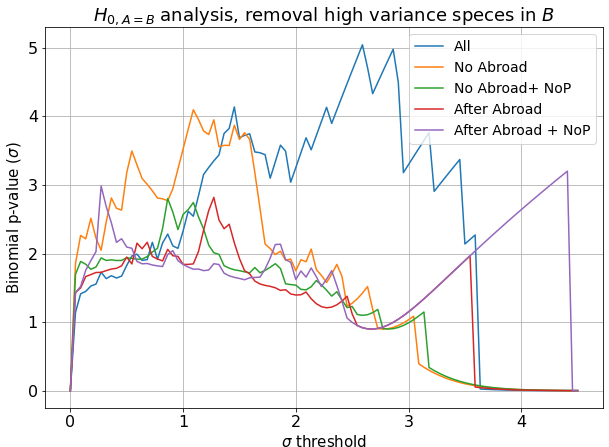 H0, A = B analysis, removal high variance speces in B
Binomial p-value (σ)
5
4
3
2
1
0
All
No Abroad
No Abroad+ NoP
After Abroad
After Abroad + NoP
0 1 2 3 4
σ threshold